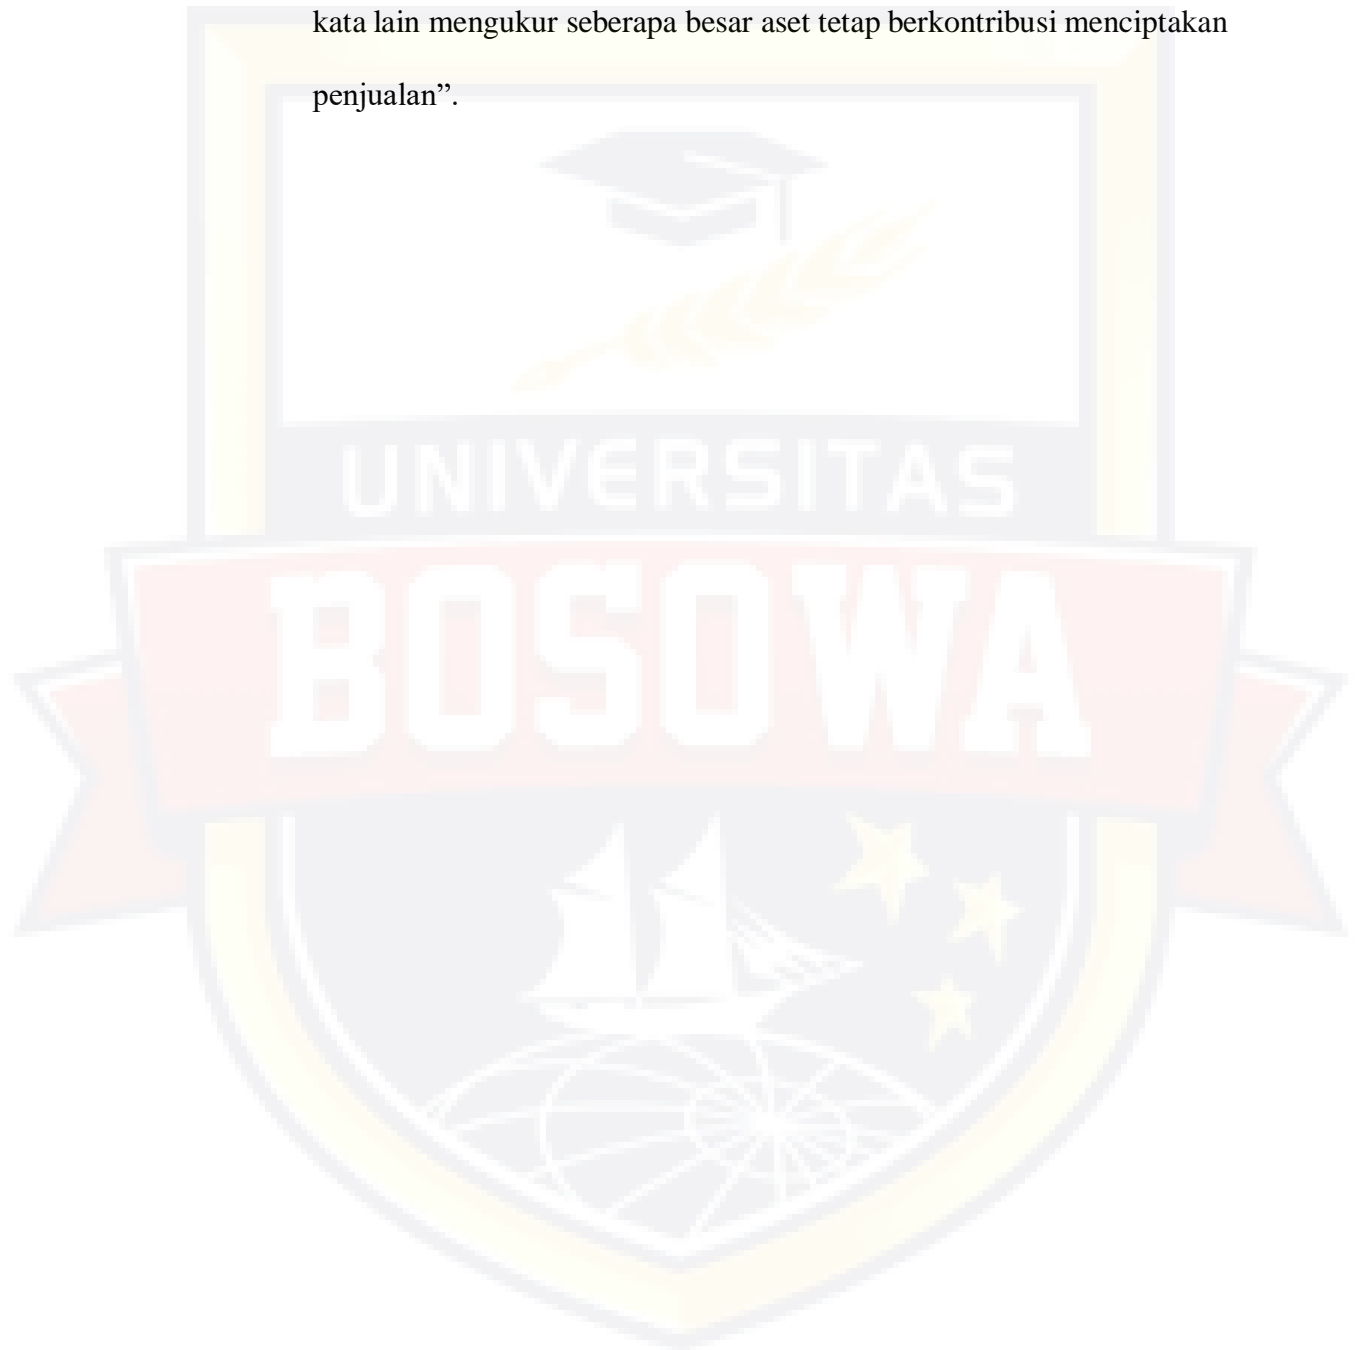 kata lain mengukur seberapa besar aset tetap berkontribusi menciptakan
penjualan”.
UNIVERSITAS
BOSOWA